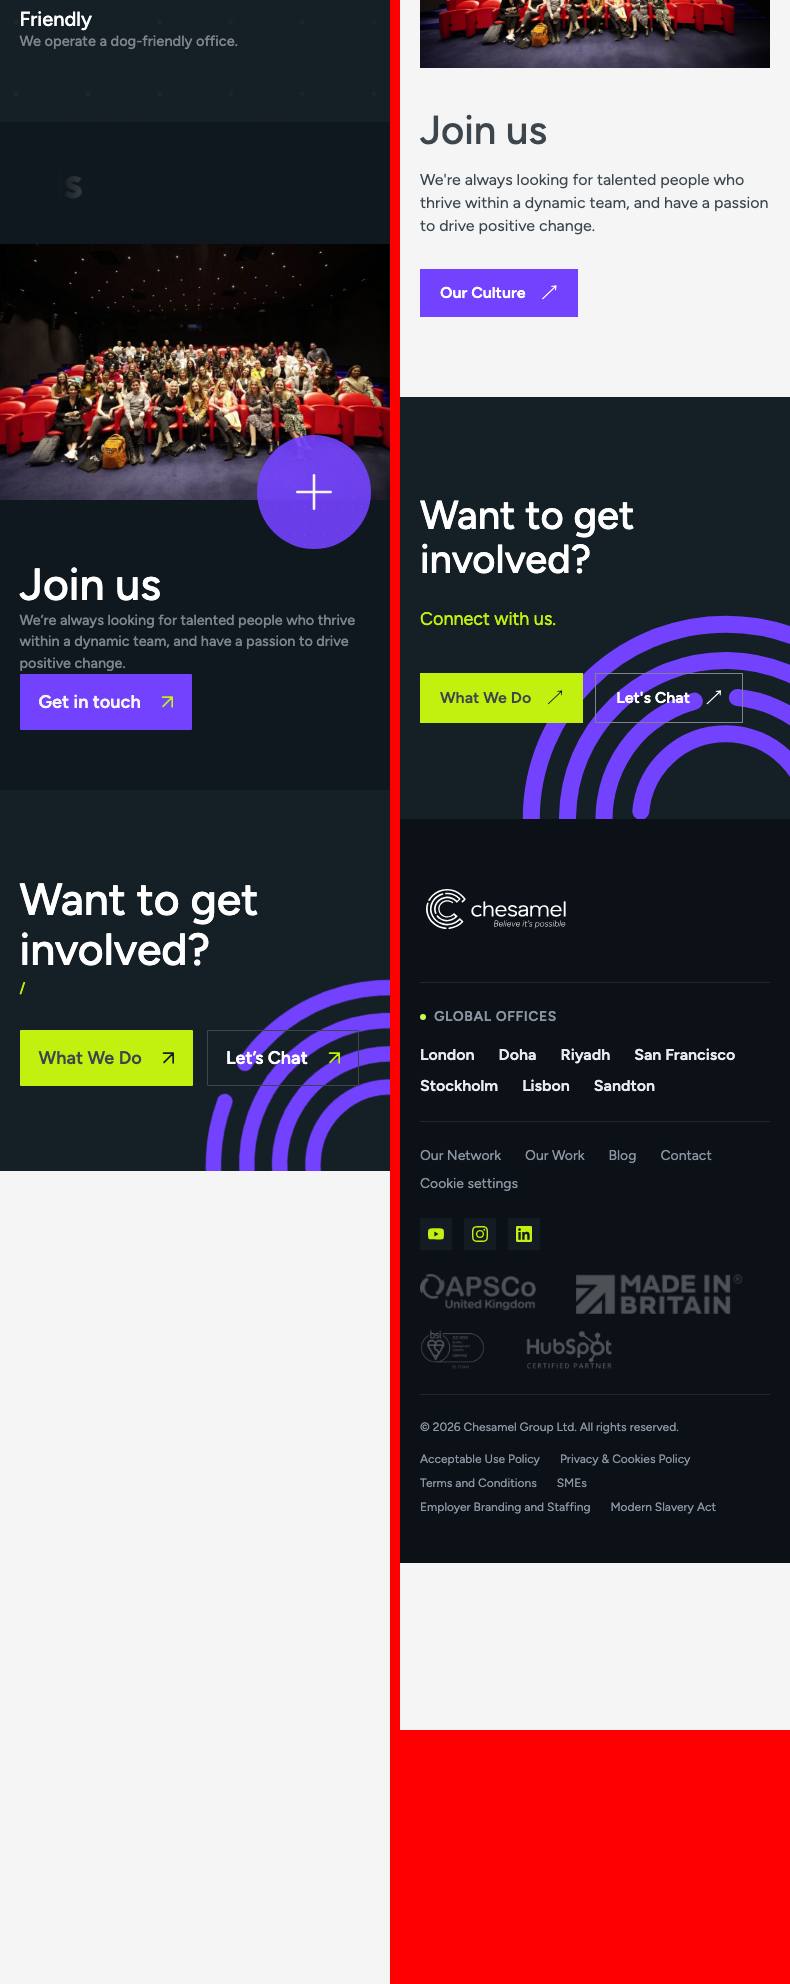 Friendly
We operate a dog-friendly office.
s
Join us
We’re always looking for talented people who thrive
within a dynamic team, and have a passion to drive
positive change.
Get in touch
Want to get
involved?
/
What We Do
Let’s Chat
Join us
We're always looking for talented people who
thrive within a dynamic team, and have a passion
to drive positive change.
Our Culture
Want to get
involved?
Connect with us.
What We Do
Let's Chat
chesamel
Believe it's possible
GLOBAL OFFICES
London Doha Riyadh San Francisco
Stockholm Lisbon Sandton
Our Network Our Work Blog Contact
Cookie settings
APSCo
United Kingdom
MADE IN
BRITAIN ®
bsi
HubSpot
CERTIFIED PARTNER
© 2026 Chesamel Group Ltd. All rights reserved.
Acceptable Use Policy Privacy & Cookies Policy
Terms and Conditions SMEs
Employer Branding and Staffing Modern Slavery Act